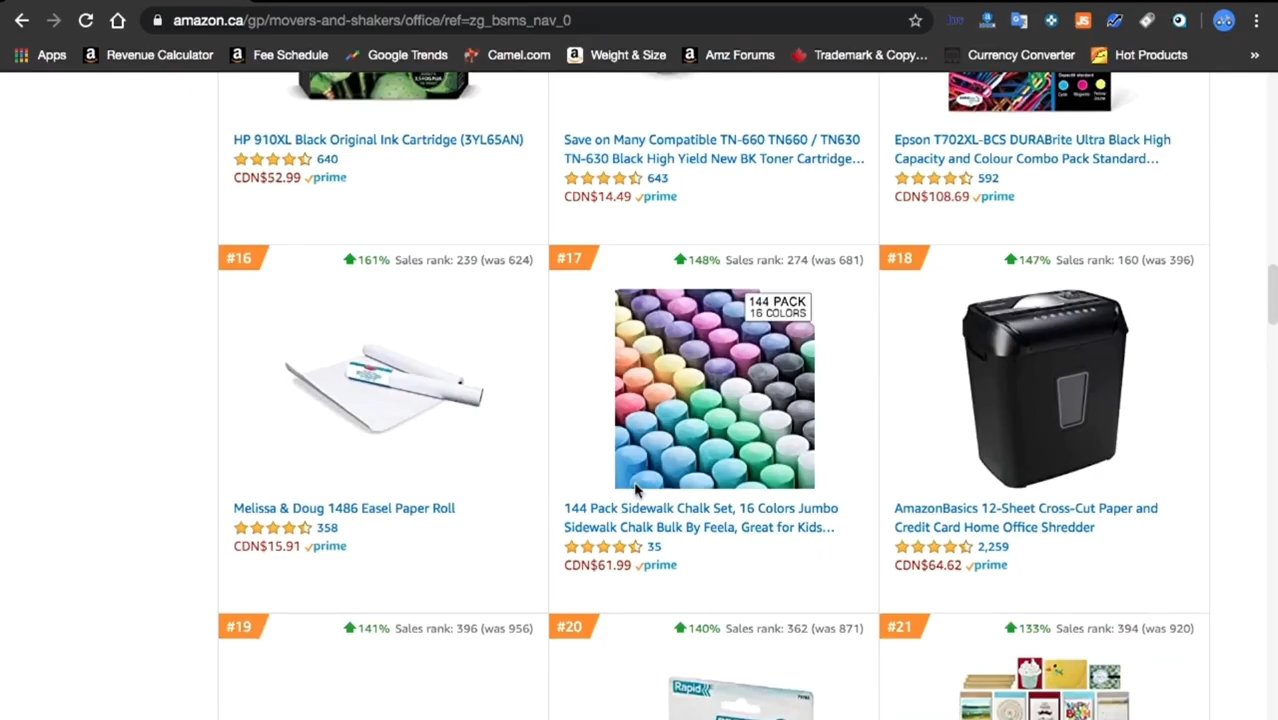 amazon.ca/gp/movers-and-shakers/office/ref=zg_bsms_nav_0
Apps Revenue Calculator Fee Schedule Google Trends Camel.com Weight & Size Amz Forums Trademark & Copy... Currency Converter Hot Products »
HP 910XL Black Original Ink Cartridge (3YL65AN)
640
CDN$52.99 prime
Save on Many Compatible TN-660 TN660 / TN630
TN-630 Black High Yield New BK Toner Cartridge...
643
CDN$14.49 prime
Epson T702XL-BCS DURABrite Ultra Black High
Capacity and Colour Combo Pack Standard...
592
CDN$108.69 prime
#16 161% Sales rank: 239 (was 624)
Melissa & Doug 1486 Easel Paper Roll
358
CDN$15.91 prime
#17 148% Sales rank: 274 (was 681)
144 PACK
16 COLORS
144 Pack Sidewalk Chalk Set, 16 Colors Jumbo
Sidewalk Chalk Bulk By Feela, Great for Kids...
35
CDN$61.99 prime
#18 147% Sales rank: 160 (was 396)
AmazonBasics 12-Sheet Cross-Cut Paper and
Credit Card Home Office Shredder
2,259
CDN$64.62 prime
#19 141% Sales rank: 396 (was 956)
#20 140% Sales rank: 362 (was 871)
Rapid
#21 133% Sales rank: 394 (was 920)